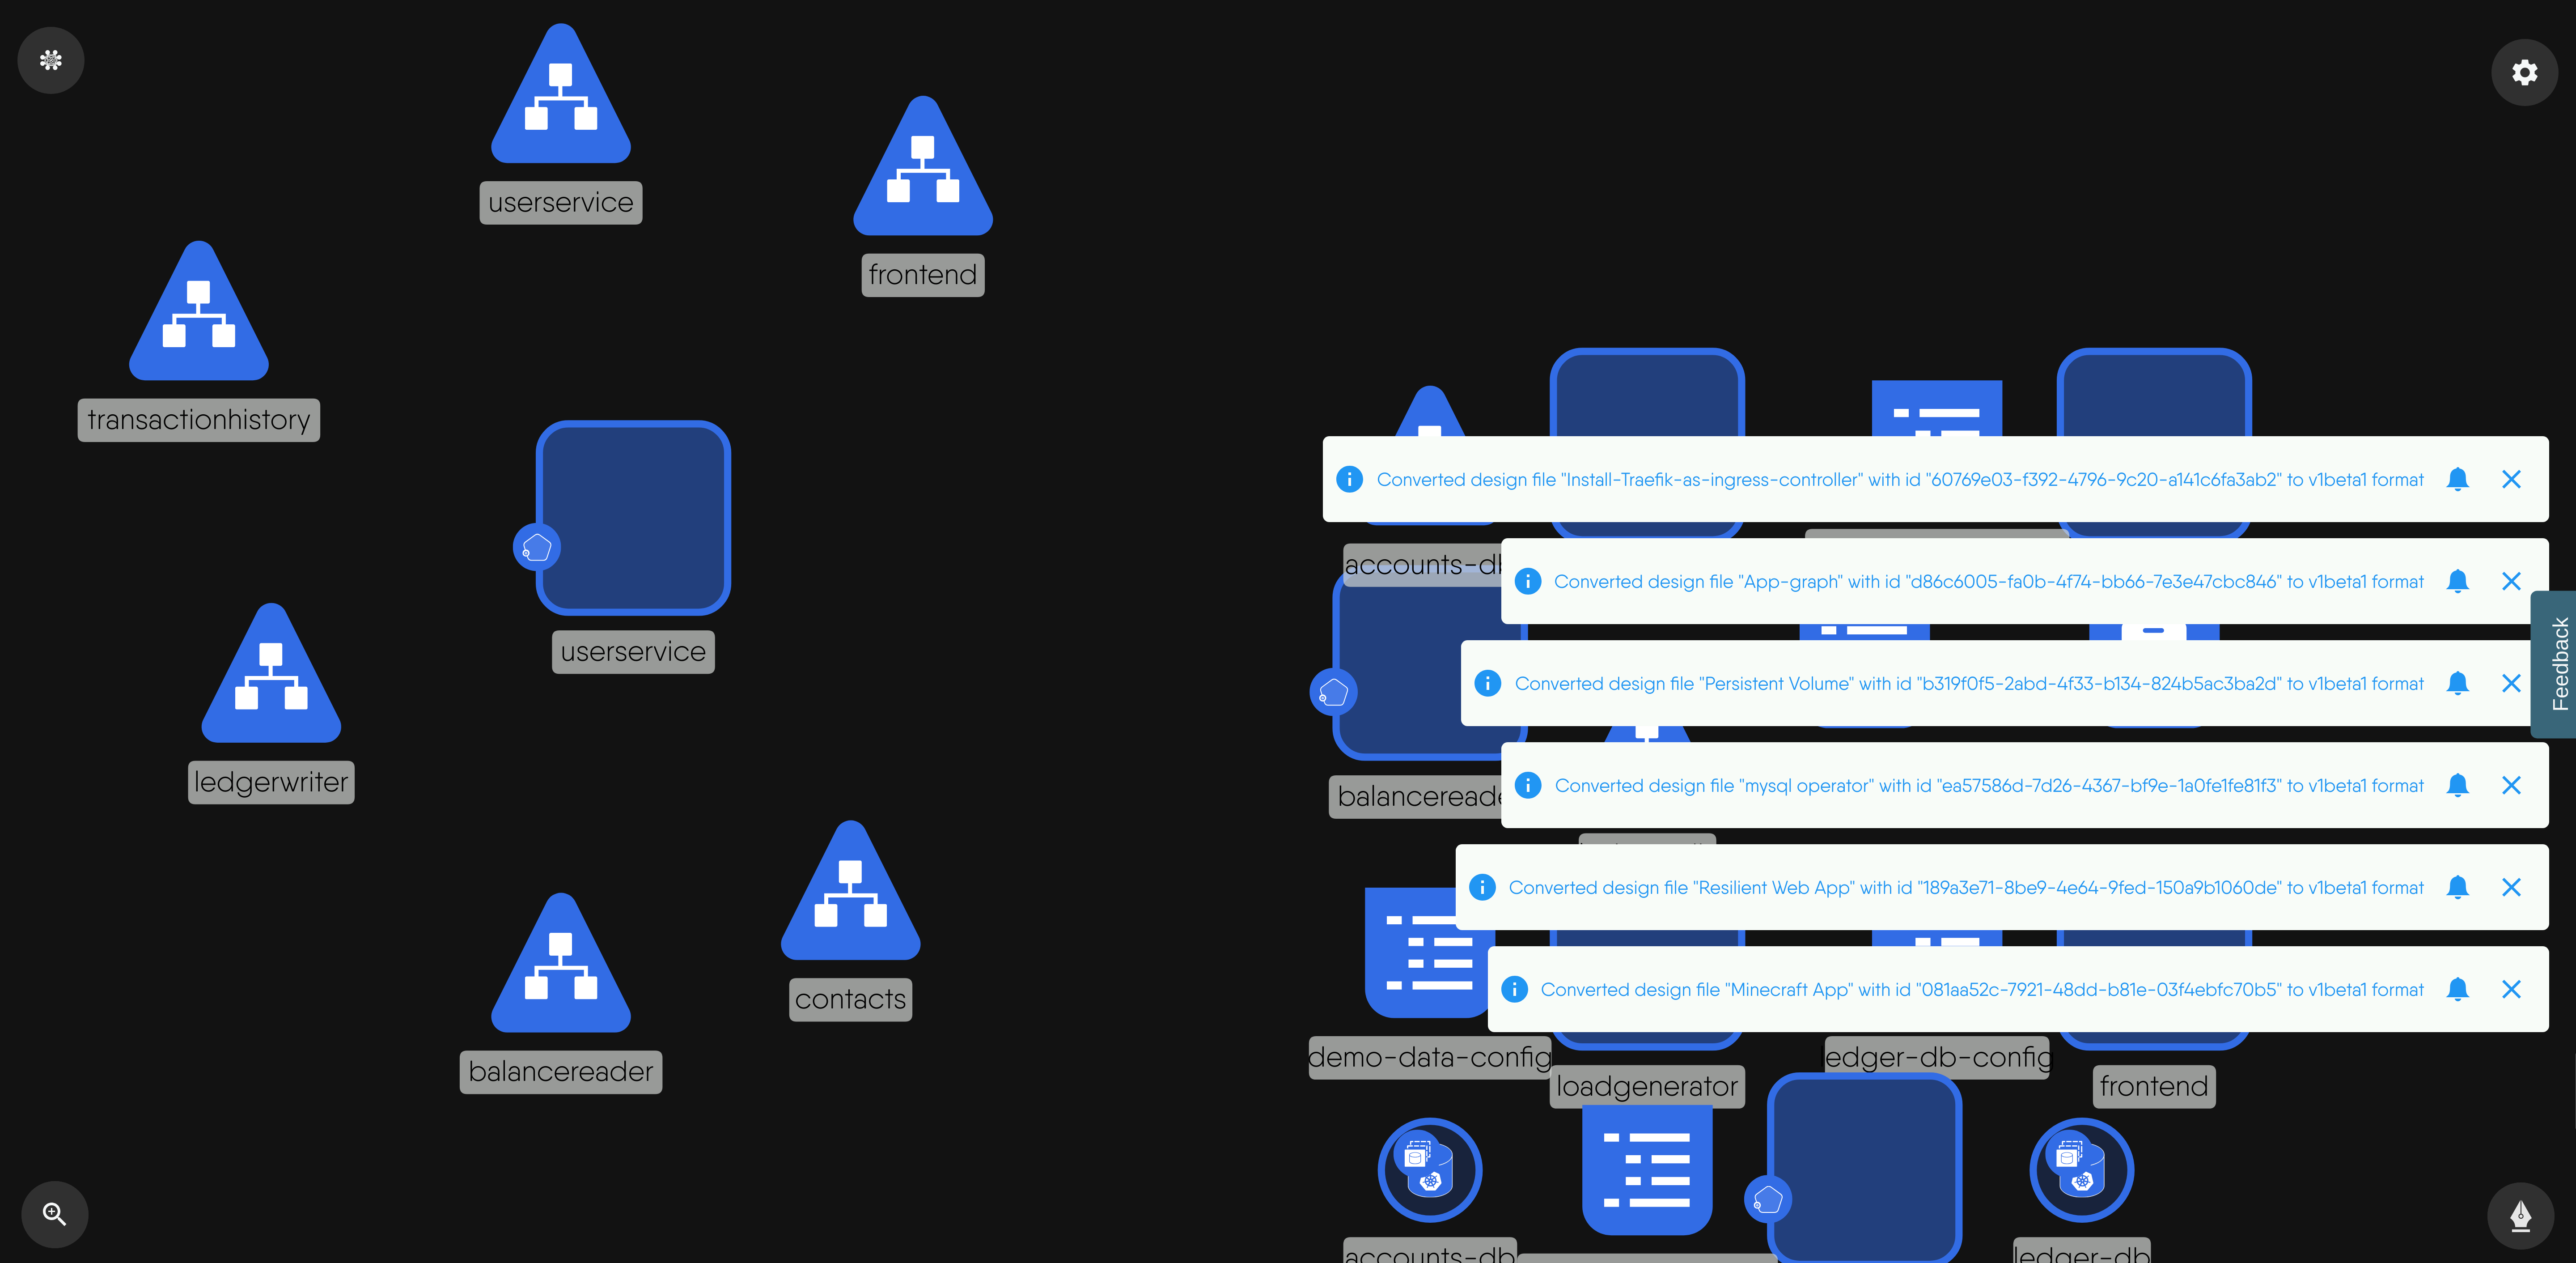 userservice
frontend
transactionhistory
userservice
ledgerwriter
contacts
balancereader
Converted design file "Install-Traefik-as-ingress-controller" with id "60769e03-f392-4796-9c20-a141c6fa3ab2" to v1beta1 format
accounts-db
Converted design file "App-graph" with id "d86c6005-fa0b-4f74-bb66-7e3e47cbc846" to v1beta1 format
Feedback
Converted design file "Persistent Volume" with id "b319f0f5-2abd-4f33-b134-824b5ac3ba2d" to v1beta1 format
balancereade
Converted design file "mysql operator" with id "ea57586d-7d26-4367-bf9e-1a0fe1fe81f3" to v1beta1 format
Converted design file "Resilient Web App" with id "189a3e71-8be9-4e64-9fed-150a9b1060de" to v1beta1 format
Converted design file "Minecraft App" with id "081aa52c-7921-48dd-b81e-03f4ebfc70b5" to v1beta1 format
demo-data-config
loadgenerator
ledger-db-config
frontend
accounts-db
ledger-db